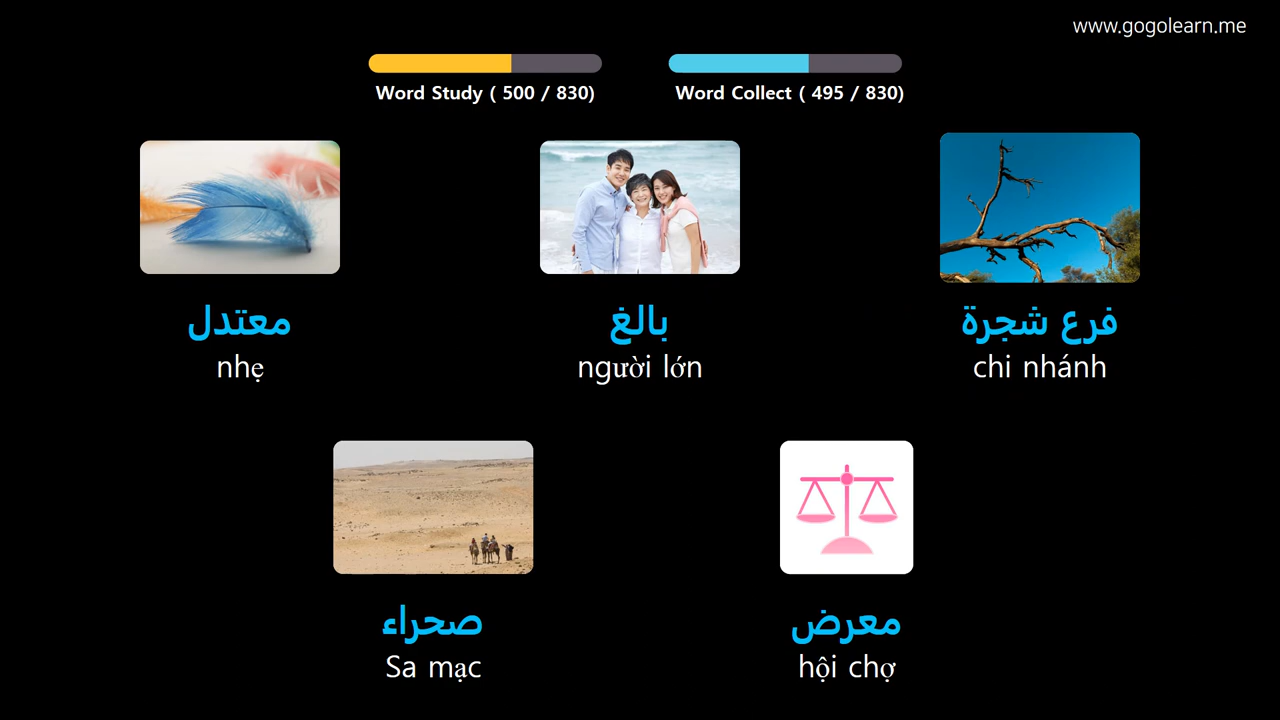 www.gogolearn.me
Word Study ( 500 / 830)
Word Collect ( 495 / 830)
معتدل
nhẹ
بالغ
người lớn
فرع شجرة
chi nhánh
صحراء
Sa mạc
معرض
hội chợ